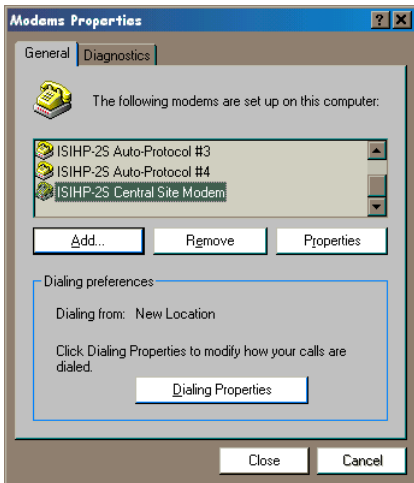 Modems Properties
General Diagnostics
The following modems are set up on this computer:
ISIHP-2S Auto-Protocol #3
ISIHP-2S Auto-Protocol #4
ISIHP-2S Central Site Modem
Add... Remove Properties
Dialing preferences
Dialing from: New Location
Click Dialing Properties to modify how your calls are
dialed.
Dialing Properties
Close Cancel